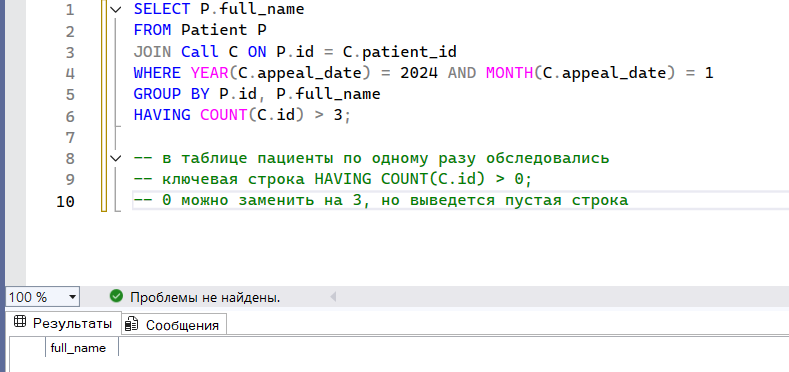 1 SELECT P.full_name
2 FROM Patient P
3 JOIN Call C ON P.id = C.patient_id
4 WHERE YEAR(C.appeal_date) = 2024 AND MONTH(C.appeal_date) = 1
5 GROUP BY P.id, P.full_name
6 HAVING COUNT(C.id) > 3;
7
8 -- в таблице пациенты по одному разу обследовались
9 -- ключевая строка HAVING COUNT(C.id) > 0;
10 -- 0 можно заменить на 3, но выведется пустая строка
100 % Проблемы не найдены.
Результаты Сообщения
full_name